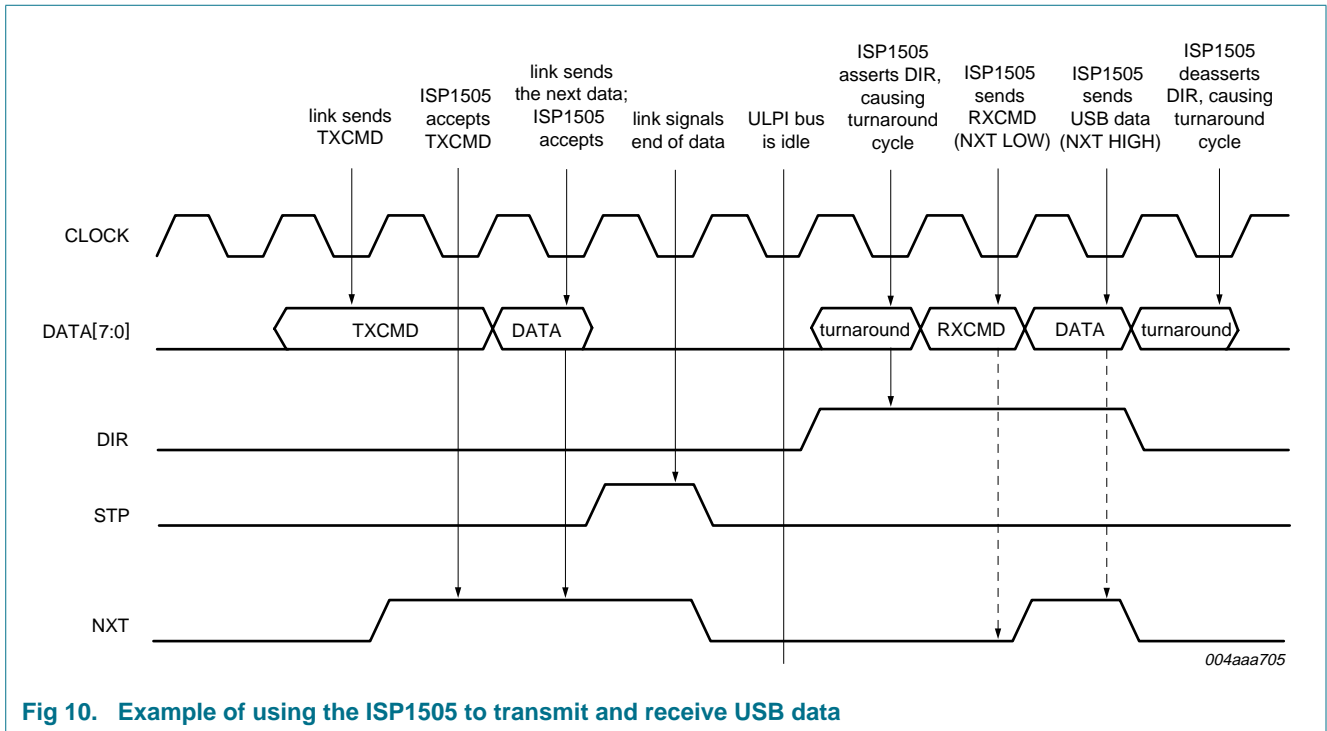 link sends
TXCMD
ISP1505
accepts
TXCMD
link sends
the next data;
ISP1505
accepts
link signals
end of data
ULPI bus
is idle
ISP1505
asserts DIR,
causing
turnaround
cycle
ISP1505
sends
RXCMD
(NXT LOW)
ISP1505
sends
USB data
(NXT HIGH)
ISP1505
deasserts
DIR, causing
turnaround
cycle
CLOCK
DATA[7:0]
TXCMD
DATA
turnaround
RXCMD
DATA
turnaround
DIR
STP
NXT
004aaa705
Fig 10. Example of using the ISP1505 to transmit and receive USB data